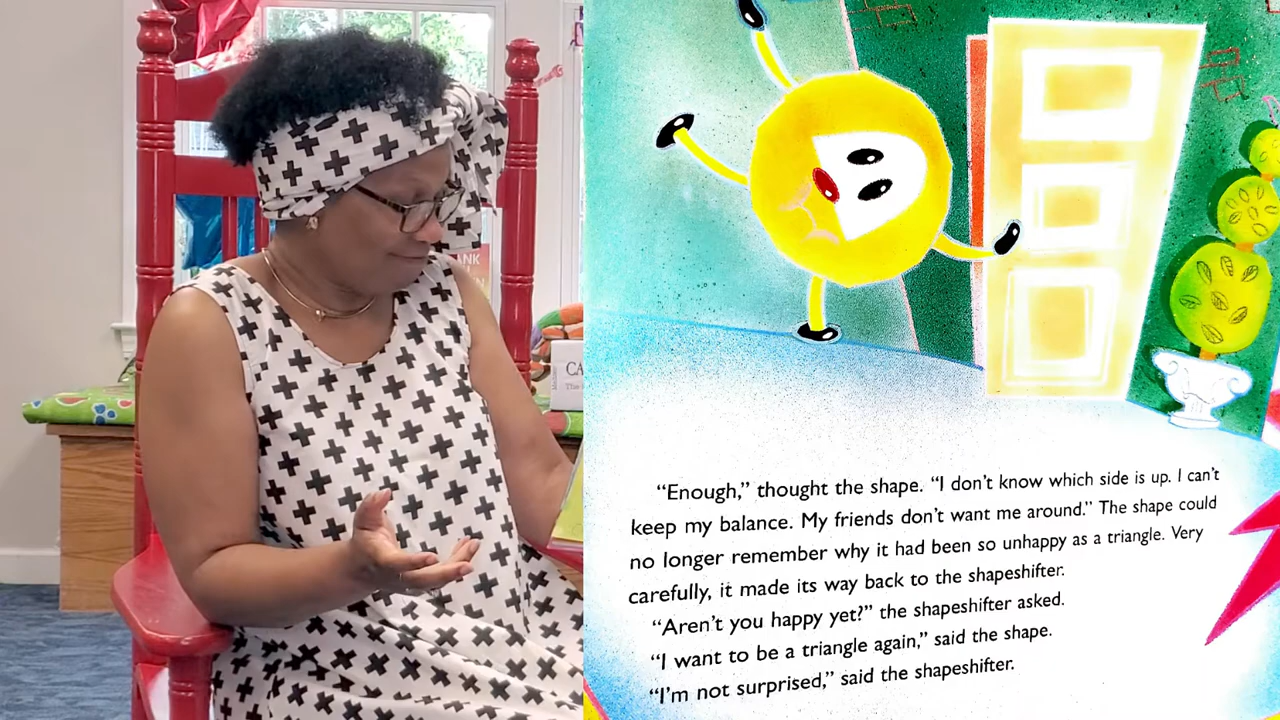 ANK
CA
The
“Enough,” thought the shape. “I don’t know which side is up. I can’t
keep my balance. My friends don’t want me around.” The shape could
no longer remember why it had been so unhappy as a triangle. Very
carefully, it made its way back to the shapeshifter.
“Aren’t you happy yet?” the shapeshifter asked.
“I want to be a triangle again,” said the shape.
“I’m not surprised,” said the shapeshifter.